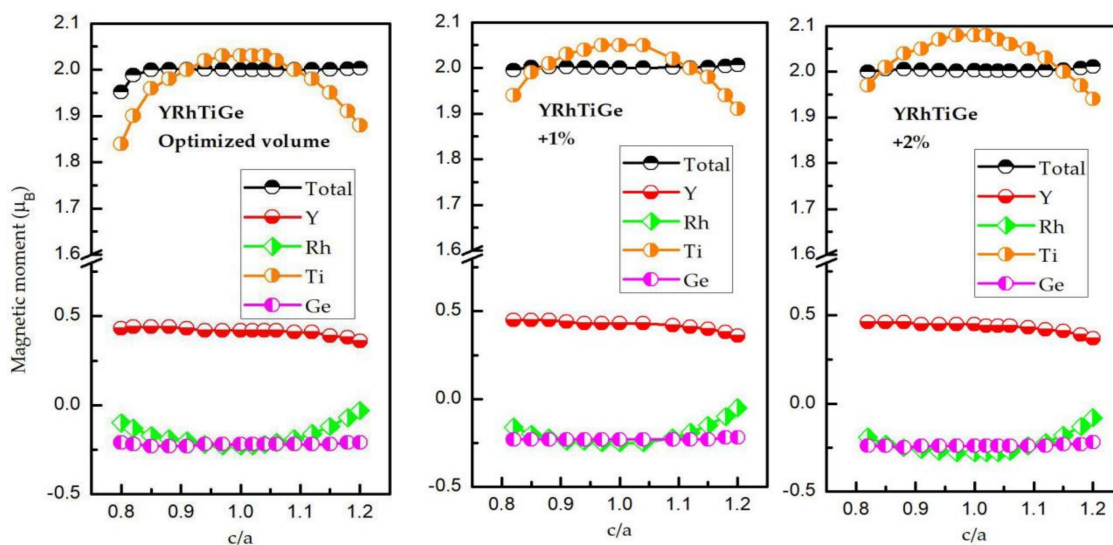 Magnetic moment (μB)
2.1
2.0
1.9
1.8
1.7
1.6
0.5
0.0
-0.5
YRhTiGe
Optimized volume
Total
Y
Rh
Ti
Ge
0.8 0.9 1.0 1.1 1.2
c/a
2.1
2.0
1.9
1.8
1.7
1.6
0.5
0.0
-0.5
YRhTiGe
+1%
Total
Y
Rh
Ti
Ge
0.8 0.9 1.0 1.1 1.2
c/a
2.1
2.0
1.9
1.8
1.7
1.6
0.5
0.0
-0.5
YRhTiGe
+2%
Total
Y
Rh
Ti
Ge
0.8 0.9 1.0 1.1 1.2
c/a